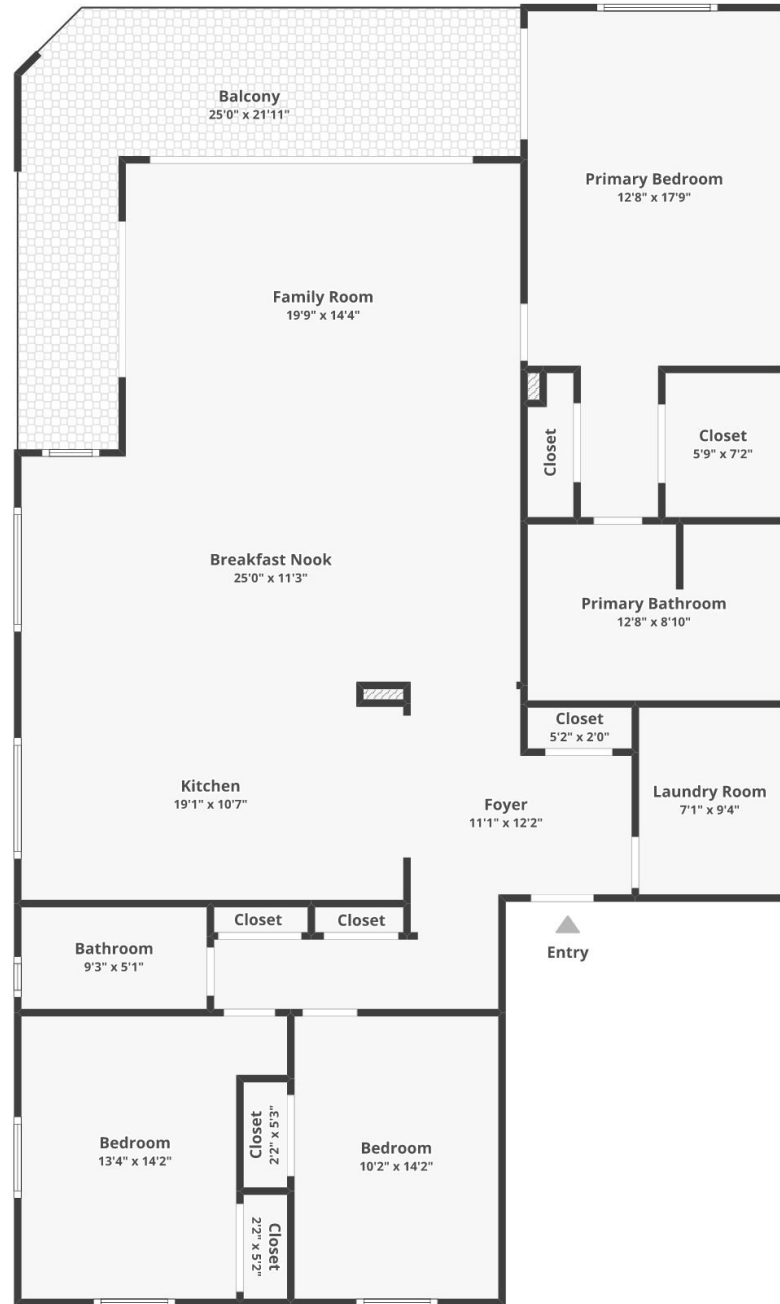 Balcony
25'0" x 21'11"
Primary Bedroom
12'8" x 17'9"
Family Room
19'9" x 14'4"
Closet
Closet
5'9" x 7'2"
Breakfast Nook
25'0" x 11'3"
Primary Bathroom
12'8" x 8'10"
Closet
5'2" x 2'0"
Kitchen
19'1" x 10'7"
Foyer
11'1" x 12'2"
Laundry Room
7'1" x 9'4"
Closet
Closet
Bathroom
9'3" x 5'1"
Entry
Bedroom
13'4" x 14'2"
Closet
2'2" x 5'3"
Bedroom
10'2" x 14'2"
Closet
2'2" x 5'2"